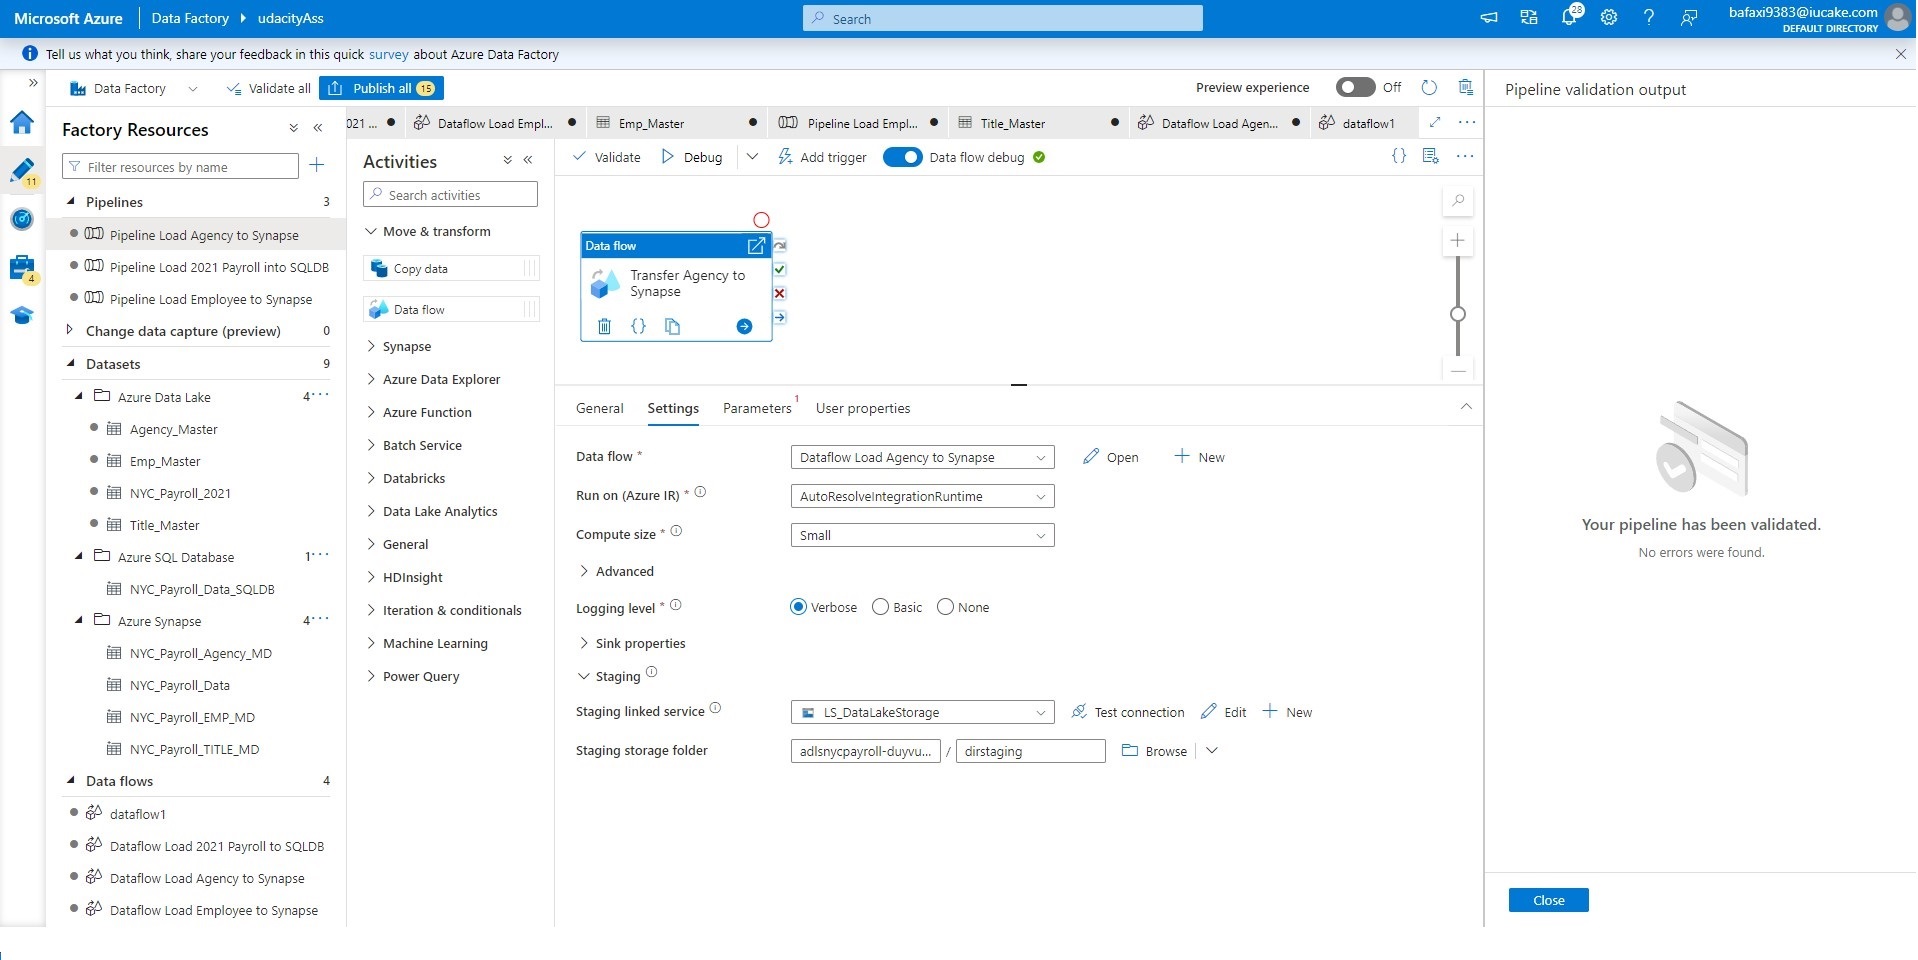 Microsoft Azure
Data Factory
udacityAss
Search
28
bafaxi9383@iucake.com
DEFAULT DIRECTORY
Tell us what you think, share your feedback in this quick survey about Azure Data Factory
Data Factory
Validate all
Publish all 15
Preview experience
Off
Pipeline validation output
11
4
Factory Resources
Filter resources by name
Pipelines 3
Pipeline Load Agency to Synapse
Pipeline Load 2021 Payroll into SQLDB
Pipeline Load Employee to Synapse
Change data capture (preview) 0
Datasets 9
Azure Data Lake 4
Agency_Master
Emp_Master
NYC_Payroll_2021
Title_Master
Azure SQL Database 1
NYC_Payroll_Data_SQLDB
Azure Synapse 4
NYC_Payroll_Agency_MD
NYC_Payroll_Data
NYC_Payroll_EMP_MD
NYC_Payroll_TITLE_MD
Data flows 4
dataflow1
Dataflow Load 2021 Payroll to SQLDB
Dataflow Load Agency to Synapse
Dataflow Load Employee to Synapse
021 ...
Dataflow Load Empl...
Emp_Master
Pipeline Load Empl...
Title_Master
Dataflow Load Agen...
dataflow1
Activities
Search activities
Move & transform
Copy data
Data flow
Synapse
Azure Data Explorer
Azure Function
Batch Service
Databricks
Data Lake Analytics
General
HDInsight
Iteration & conditionals
Machine Learning
Power Query
Validate
Debug
Add trigger
Data flow debug
Data flow
Transfer Agency to
Synapse
General
Settings
Parameters 1
User properties
Data flow *
Dataflow Load Agency to Synapse
Open
New
Run on (Azure IR) *
AutoResolveIntegrationRuntime
Compute size *
Small
Advanced
Logging level *
Verbose
Basic
None
Sink properties
Staging
Staging linked service
LS_DataLakeStorage
Test connection
Edit
New
Staging storage folder
adlsnycpayroll-duyvu... / dirstaging
Browse
Your pipeline has been validated.
No errors were found.
Close